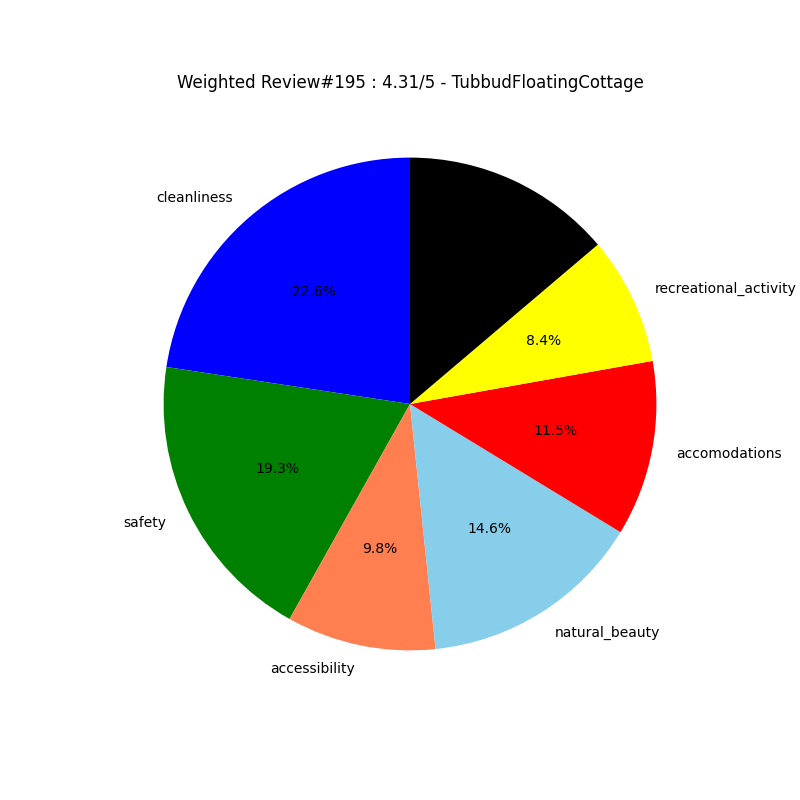 Weighted Review#195 : 4.31/5 - TubbudFloatingCottage
cleanliness
22.6%
safety
19.3%
accessibility
9.8%
natural_beauty
14.6%
accomodations
11.5%
recreational_activity
8.4%